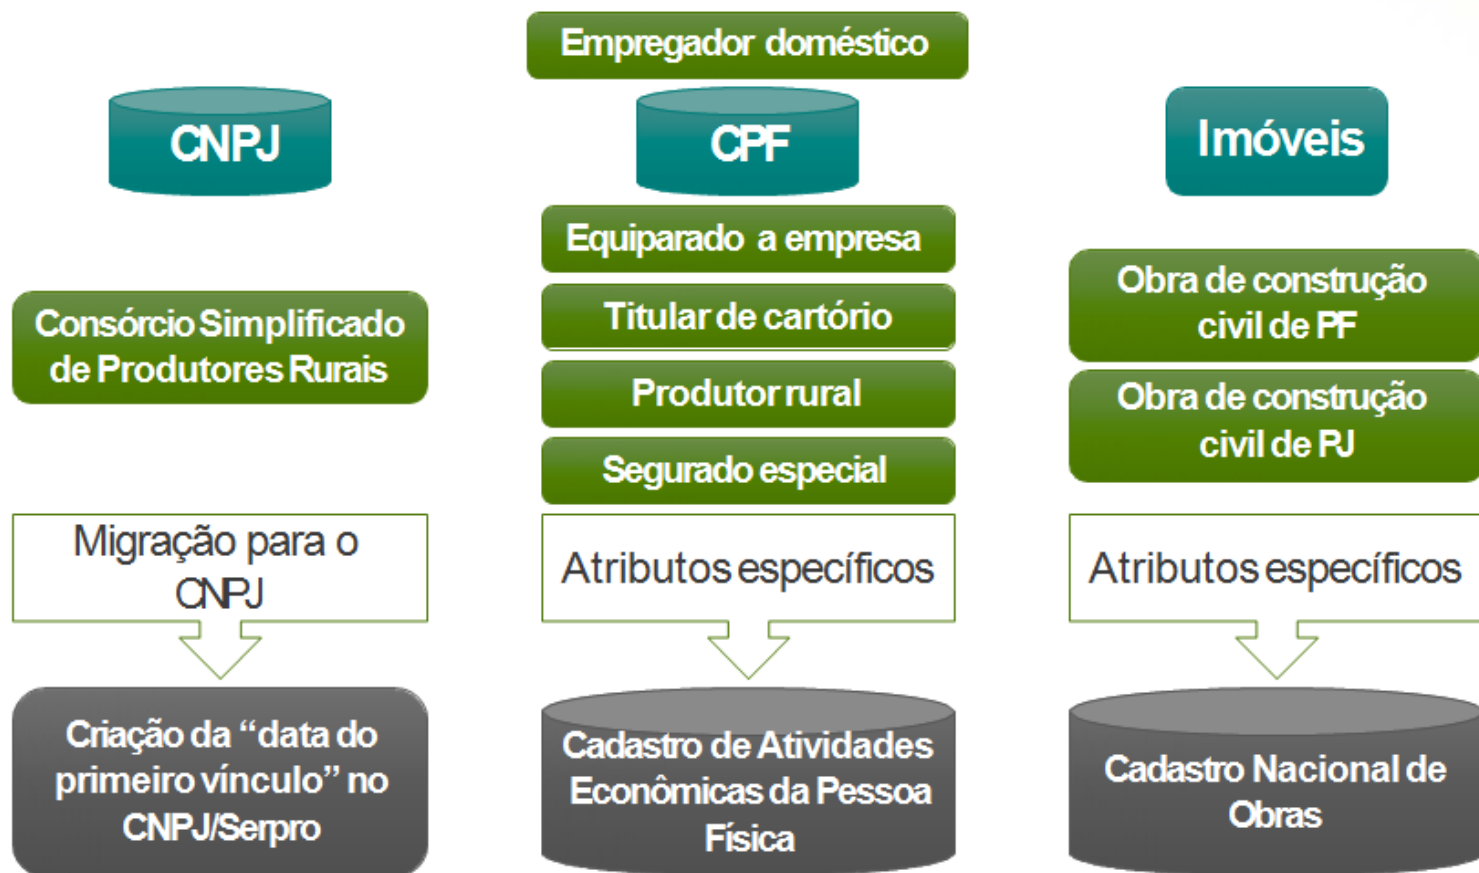 Empregador doméstico
CNPJ
CPF
Imóveis
Consórcio Simplificado
de Produtores Rurais
Equiparado a empresa
Titular de cartório
Produtor rural
Segurado especial
Obra de construção
civil de PF
Obra de construção
civil de PJ
Migração para o
CNPJ
Atributos específicos
Atributos específicos
Criação da “data do
primeiro vínculo” no
CNPJ/Serpro
Cadastro de Atividades
Econômicas da Pessoa
Física
Cadastro Nacional de
Obras